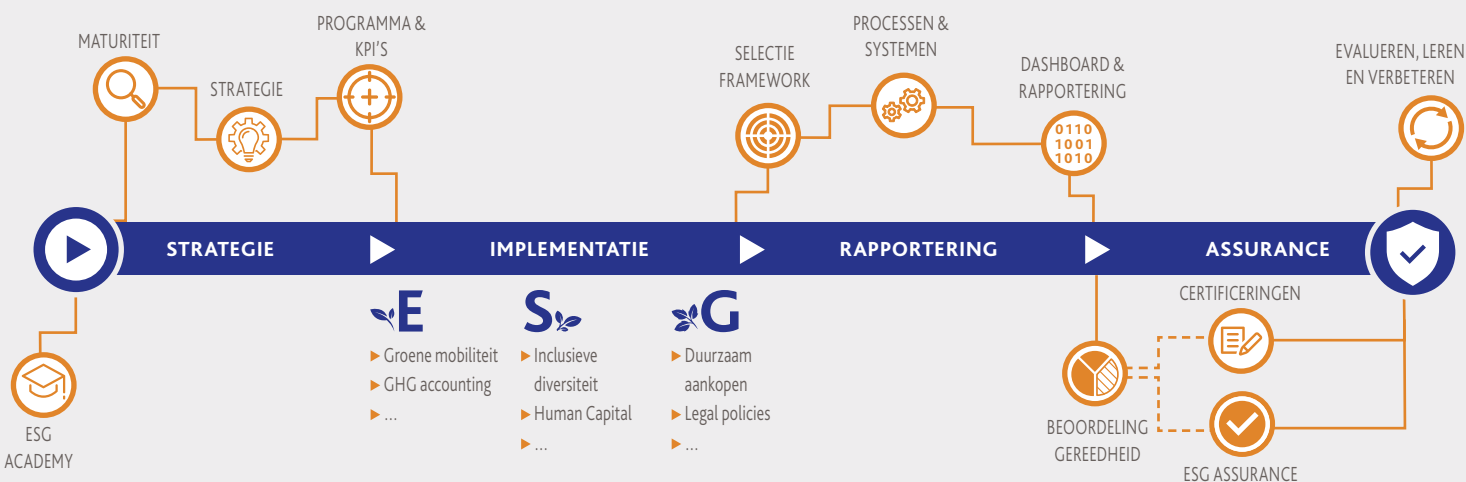 MATURITEIT
STRATEGIE
PROGRAMMA &
KPI'S
SELECTIE
FRAMEWORK
PROCESSEN &
SYSTEMEN
DASHBOARD &
RAPPORTERING
0110
1001
1010
EVALUEREN, LEREN
EN VERBETEREN
STRATEGIE
IMPLEMENTATIE
RAPPORTERING
ASSURANCE
ESG
ACADEMY
E
Groene mobiliteit
GHG accounting
...
S
Inclusieve
diversiteit
Human Capital
...
G
Duurzaam
aankopen
Legal policies
...
BEOORDELING
GEREEDHEID
CERTIFICERINGEN
ESG ASSURANCE